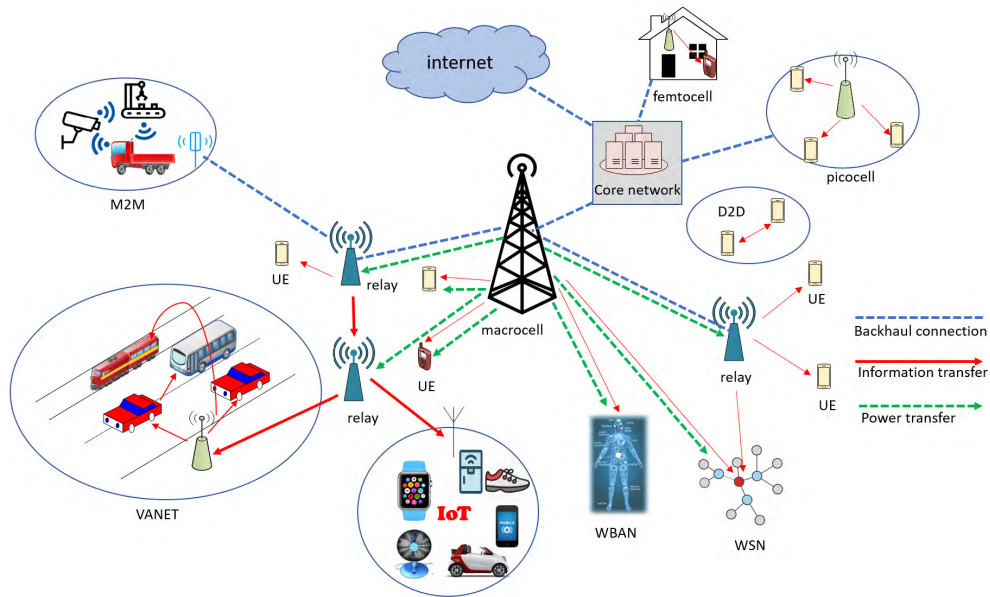 internet
femtocell
Core network
picocell
M2M
D2D
UE
relay
macrocell
UE
Backhaul connection
relay
Information transfer
UE
relay
UE
Power transfer
VANET
IoT
WBAN
WSN